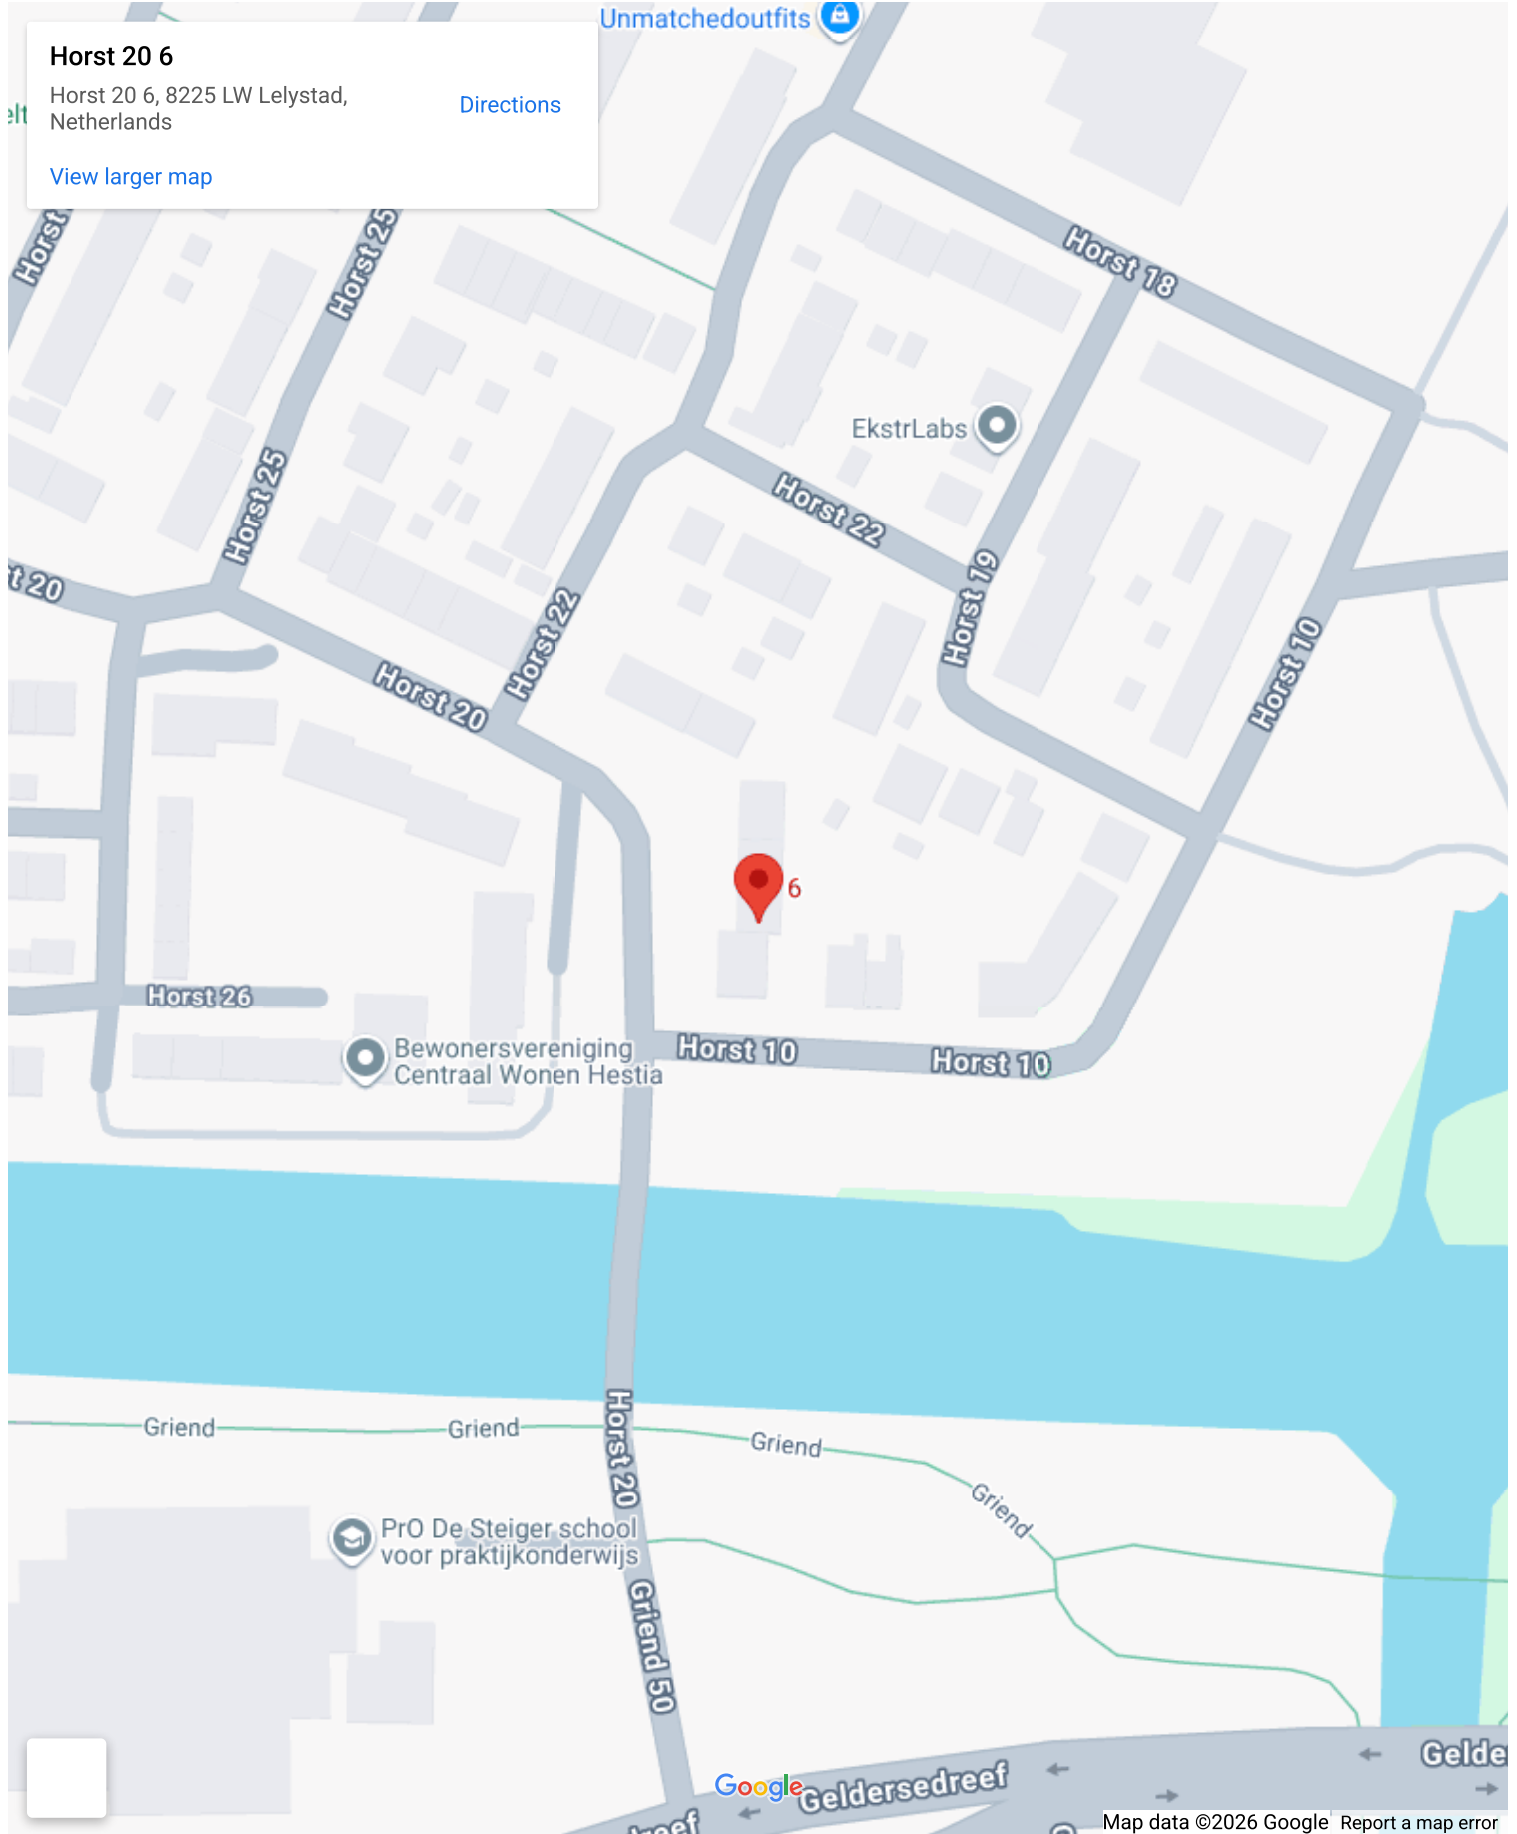 Unmatchedoutfits
Horst 20 6
Horst 20 6, 8225 LW Lelystad,
Netherlands
Directions
View larger map
Horst
Horst 25
Horst 18
EkstrLabs
Horst 25
Horst 22
Horst 19
t 20
Horst 22
Horst 10
Horst 20
6
Horst 26
Bewonersvereniging
Centraal Wonen Hestia
Horst 10
Horst 10
Horst 20
Griend
Griend
Griend
Griend
PrO De Steiger school
voor praktijkonderwijs
Griend 50
Geldersedreef
Gelde
Google
reef
Map data ©2026 Google
Report a map error